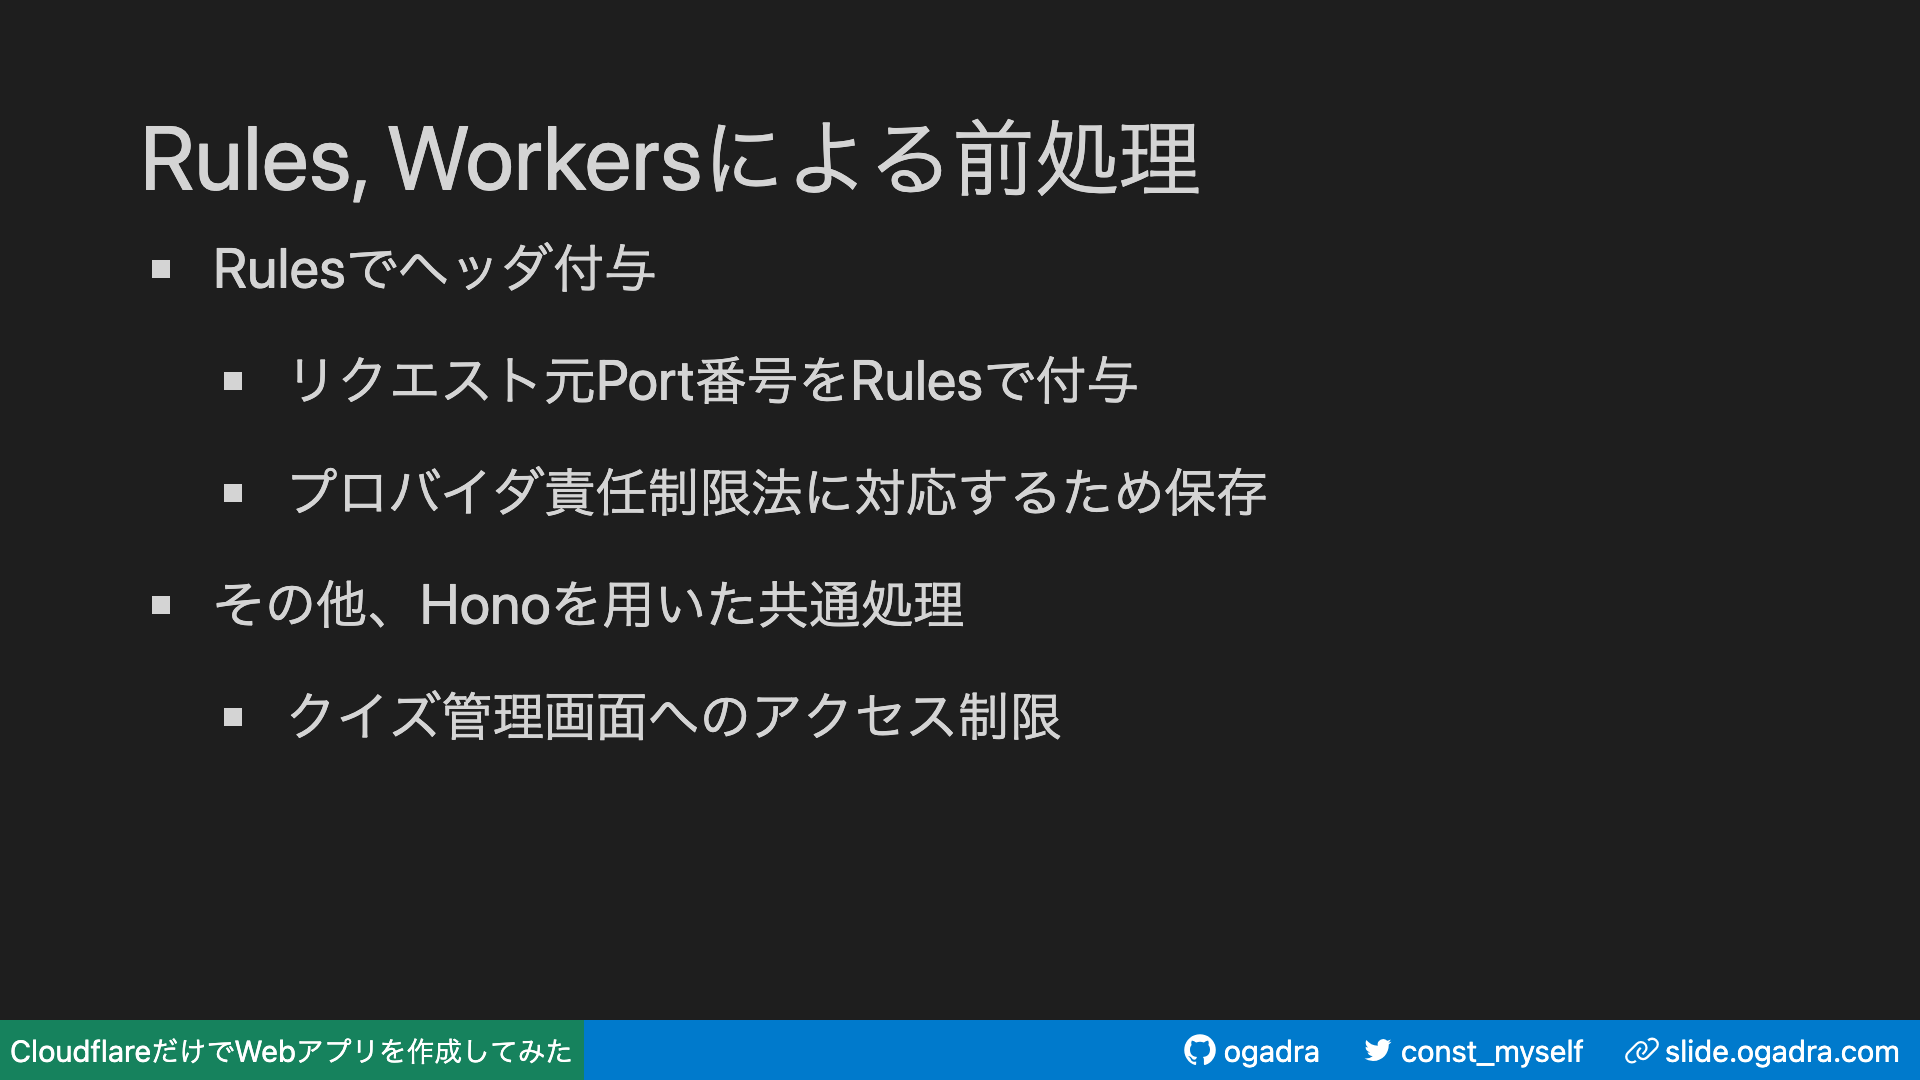 Rules, Workersによる前処理
Rulesでヘッダ付与
リクエスト元Port番号をRulesで付与
プロバイダ責任制限法に対応するため保存
その他、Honoを用いた共通処理
クイズ管理画面へのアクセス制限
CloudflareだけでWebアプリを作成してみた
ogadra
const_myself
slide.ogadra.com